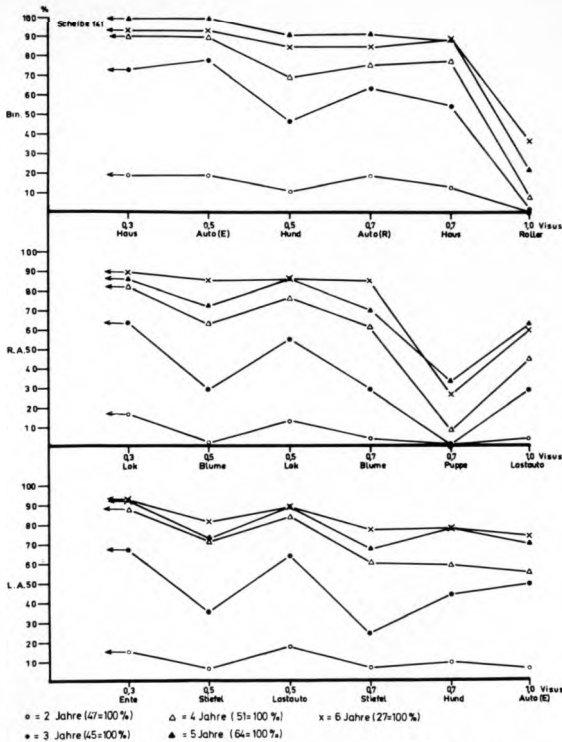 %
Scheibe 161
100
90
80
70
60
Bin. 50
40
30
20
10
0,3 0,5 0,5 0,7 0,7 1,0 Visus
Haus Auto (E) Hund Auto (R) Haus Roller
100
90
80
70
60
R.A. 50
40
30
20
10
0,3 0,5 0,5 0,7 0,7 1,0 Visus
Lok Blume Lok Blume Puppe Lastauto
100
90
80
70
60
L.A. 50
40
30
20
10
0,3 0,5 0,5 0,7 0,7 1,0 Visus
Ente Stiefel Lastauto Stiefel Hund Auto (E)
o = 2 Jahre (47=100%) △ = 4 Jahre (51=100%) x = 6 Jahre (27=100%)
● = 3 Jahre (45=100%) ▲ = 5 Jahre (64=100%)